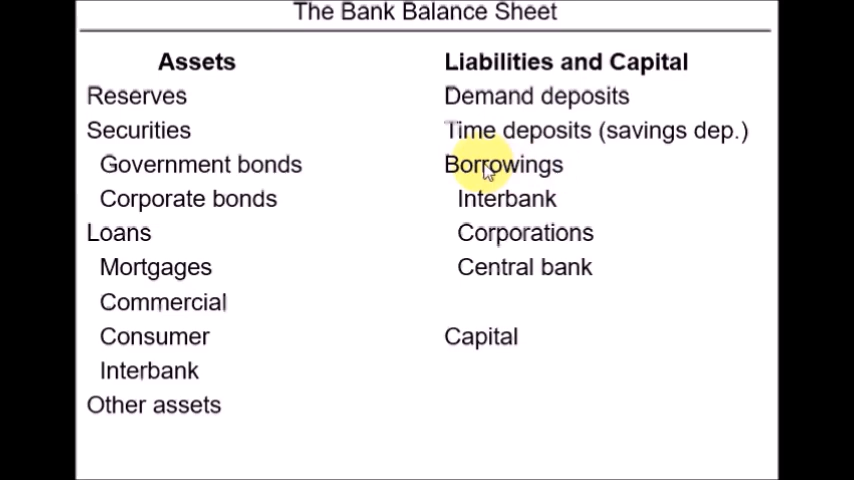 The Bank Balance Sheet
Assets
Liabilities and Capital
Reserves
Demand deposits
Securities
Time deposits (savings dep.)
Government bonds
Borrowings
Corporate bonds
Interbank
Loans
Corporations
Mortgages
Central bank
Commercial
Consumer
Capital
Interbank
Other assets